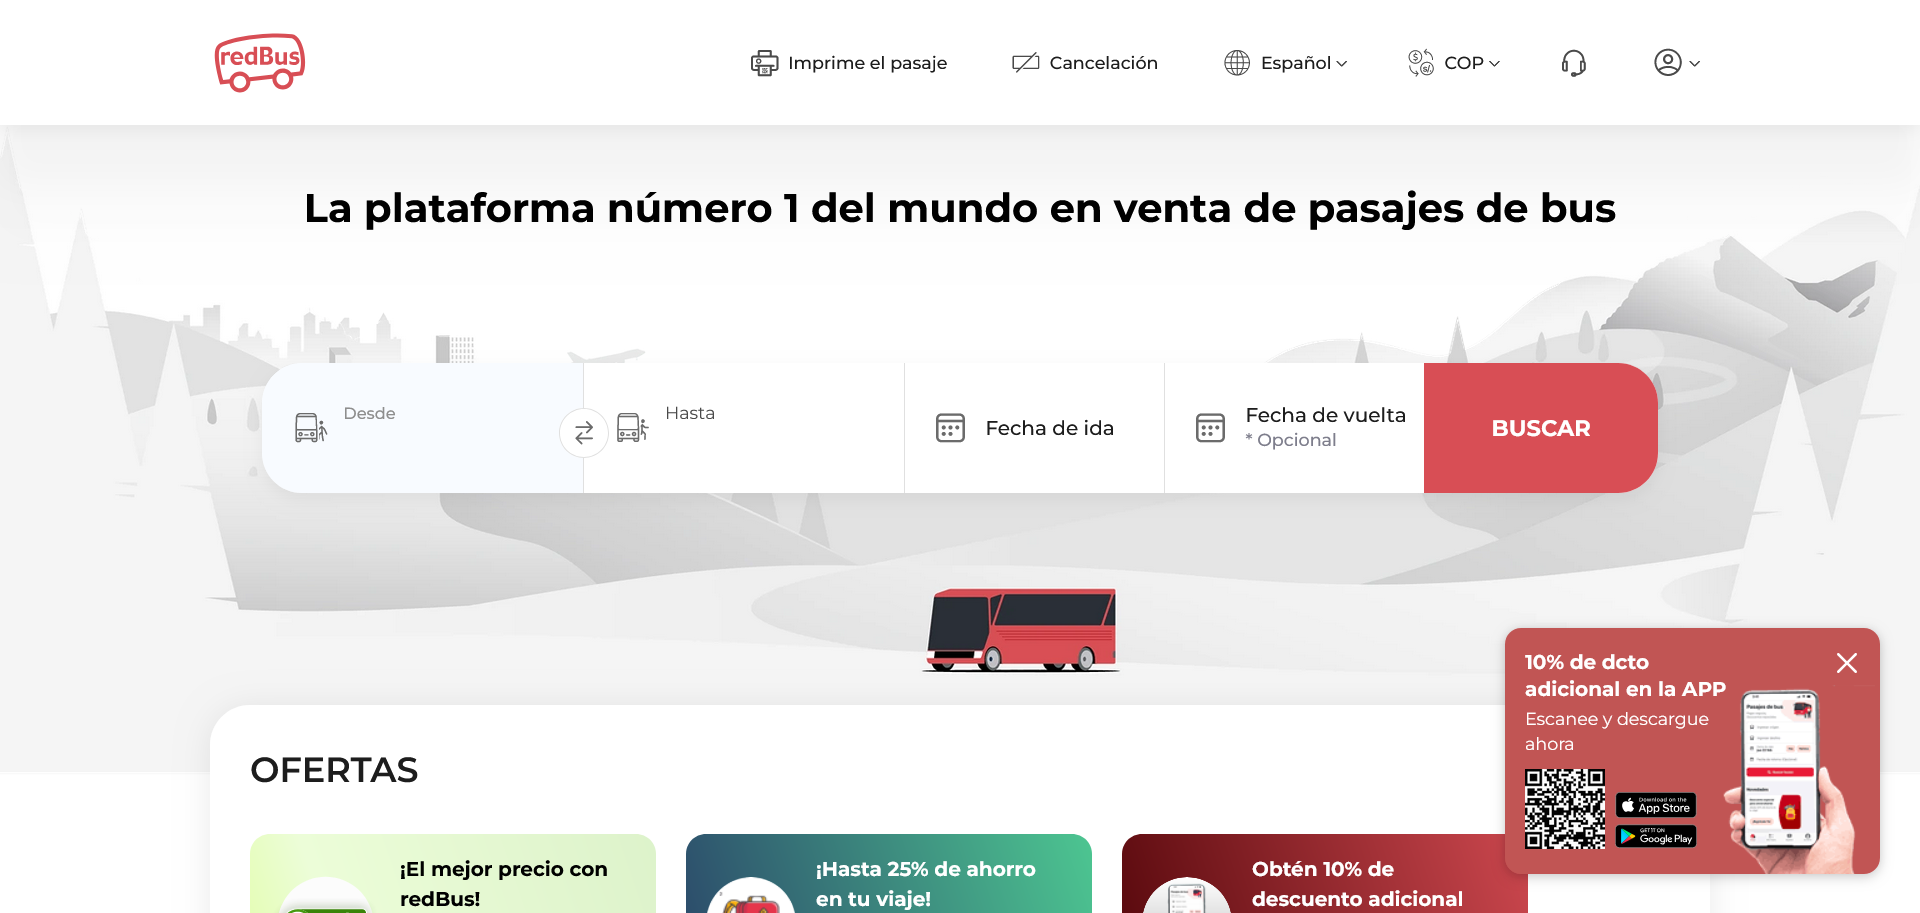 redBus
Imprime el pasaje
Cancelación
Español
COP
La plataforma número 1 del mundo en venta de pasajes de bus
Desde
Hasta
Fecha de ida
Fecha de vuelta
* Opcional
BUSCAR
10% de dcto
adicional en la APP
Escanee y descargue
ahora
Download on the
App Store
GET IT ON
Google Play
Pasajes de bus
OFERTAS
¡El mejor precio con
redBus!
¡Hasta 25% de ahorro
en tu viaje!
Obtén 10% de
descuento adicional